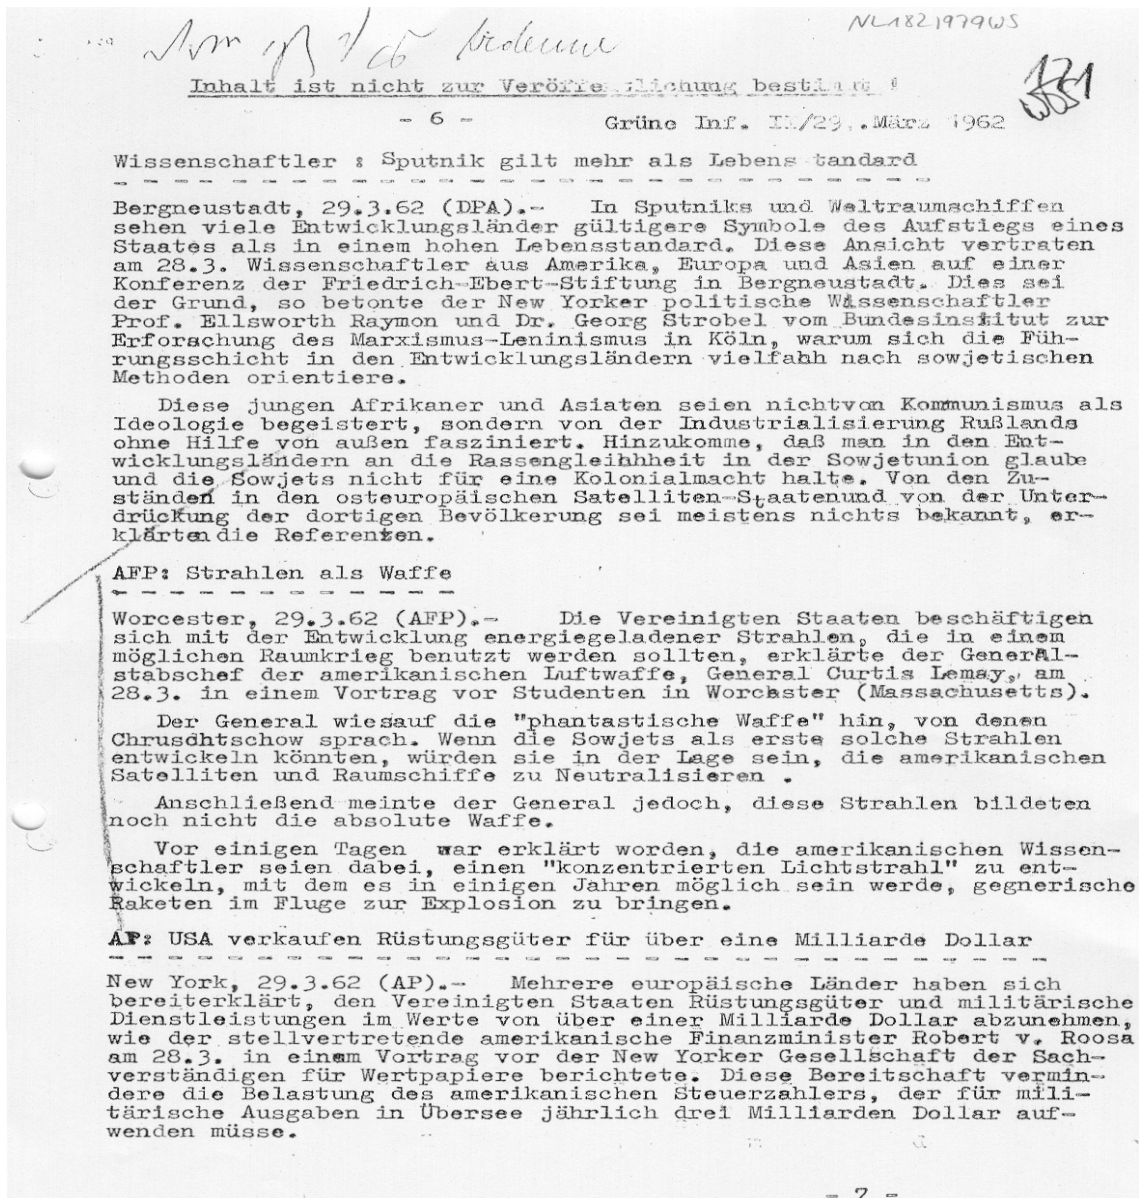 NL1821979WS
Inhalt ist nicht zur Veröffentlichung bestimmt !
- 6 -
Grüne Inf. II/29. März 1962
Wissenschaftler : Sputnik gilt mehr als Lebens tandard
Bergneustadt, 29.3.62 (DPA).- In Sputniks und Weltraumschiffen
sehen viele Entwicklungsländer gültigere Symbole des Aufstiegs eines
Staates als in einem hohen Lebensstandard. Diese Ansicht vertraten
am 28.3. Wissenschaftler aus Amerika, Europa und Asien auf einer
Konferenz der Friedrich-Ebert-Stiftung in Bergneustadt. Dies sei
der Grund, so betonte der New Yorker politische Wissenschaftler
Prof. Ellsworth Raymon und Dr. Georg Strobel vom Bundesinstitut zur
Erforschung des Marxismus-Leninismus in Köln, warum sich die Füh-
rungsschicht in den Entwicklungsländern vielfahh nach sowjetischen
Methoden orientiere.
Diese jungen Afrikaner und Asiaten seien nichtvon Kommunismus als
Ideologie begeistert, sondern von der Industrialisierung Rußlands
ohne Hilfe von außen fasziniert. Hinzukomme, daß man in den Ent-
wicklungsländern an die Rassengleihhheit in der Sowjetunion glaube
und die Sowjets nicht für eine Kolonialmacht halte. Von den Zu-
ständen in den osteuropäischen Satelliten-Staatenund von der Unter-
drückung der dortigen Bevölkerung sei meistens nichts bekannt, er-
klärten die Referenten.
AFP: Strahlen als Waffe
Worcester, 29.3.62 (AFP).- Die Vereinigten Staaten beschäftigen
sich mit der Entwicklung energiegeladener Strahlen, die in einem
möglichen Raumkrieg benutzt werden sollten, erklärte der General-
stabschef der amerikanischen Luftwaffe, General Curtis Lemay, am
28.3. in einem Vortrag vor Studenten in Worchster (Massachusetts).
Der General wiesauf die "phantastische Waffe" hin, von denen
Chrusdhtschow sprach. Wenn die Sowjets als erste solche Strahlen
entwickeln könnten, würden sie in der Lage sein, die amerikanischen
Satelliten und Raumschiffe zu Neutralisieren .
Anschließend meinte der General jedoch, diese Strahlen bildeten
noch nicht die absolute Waffe.
Vor einigen Tagen war erklärt worden, die amerikanischen Wissen-
schaftler seien dabei, einen "konzentrierten Lichtstrahl" zu ent-
wickeln, mit dem es in einigen Jahren möglich sein werde, gegnerische
Raketen im Fluge zur Explosion zu bringen.
AP: USA verkaufen Rüstungsgüter für über eine Milliarde Dollar
New York, 29.3.62 (AP).- Mehrere europäische Länder haben sich
bereiterklärt, den Vereinigten Staaten Rüstungsgüter und militärische
Dienstleistungen im Werte von über einer Milliarde Dollar abzunehmen,
wie der stellvertretende amerikanische Finanzminister Robert v. Roosa
am 28.3. in einem Vortrag vor der New Yorker Gesellschaft der Sach-
verständigen für Wertpapiere berichtete. Diese Bereitschaft vermin-
dere die Belastung des amerikanischen Steuerzahlers, der für mili-
tärische Ausgaben in Übersee jährlich drei Milliarden Dollar auf-
wenden müsse.
- 7 -